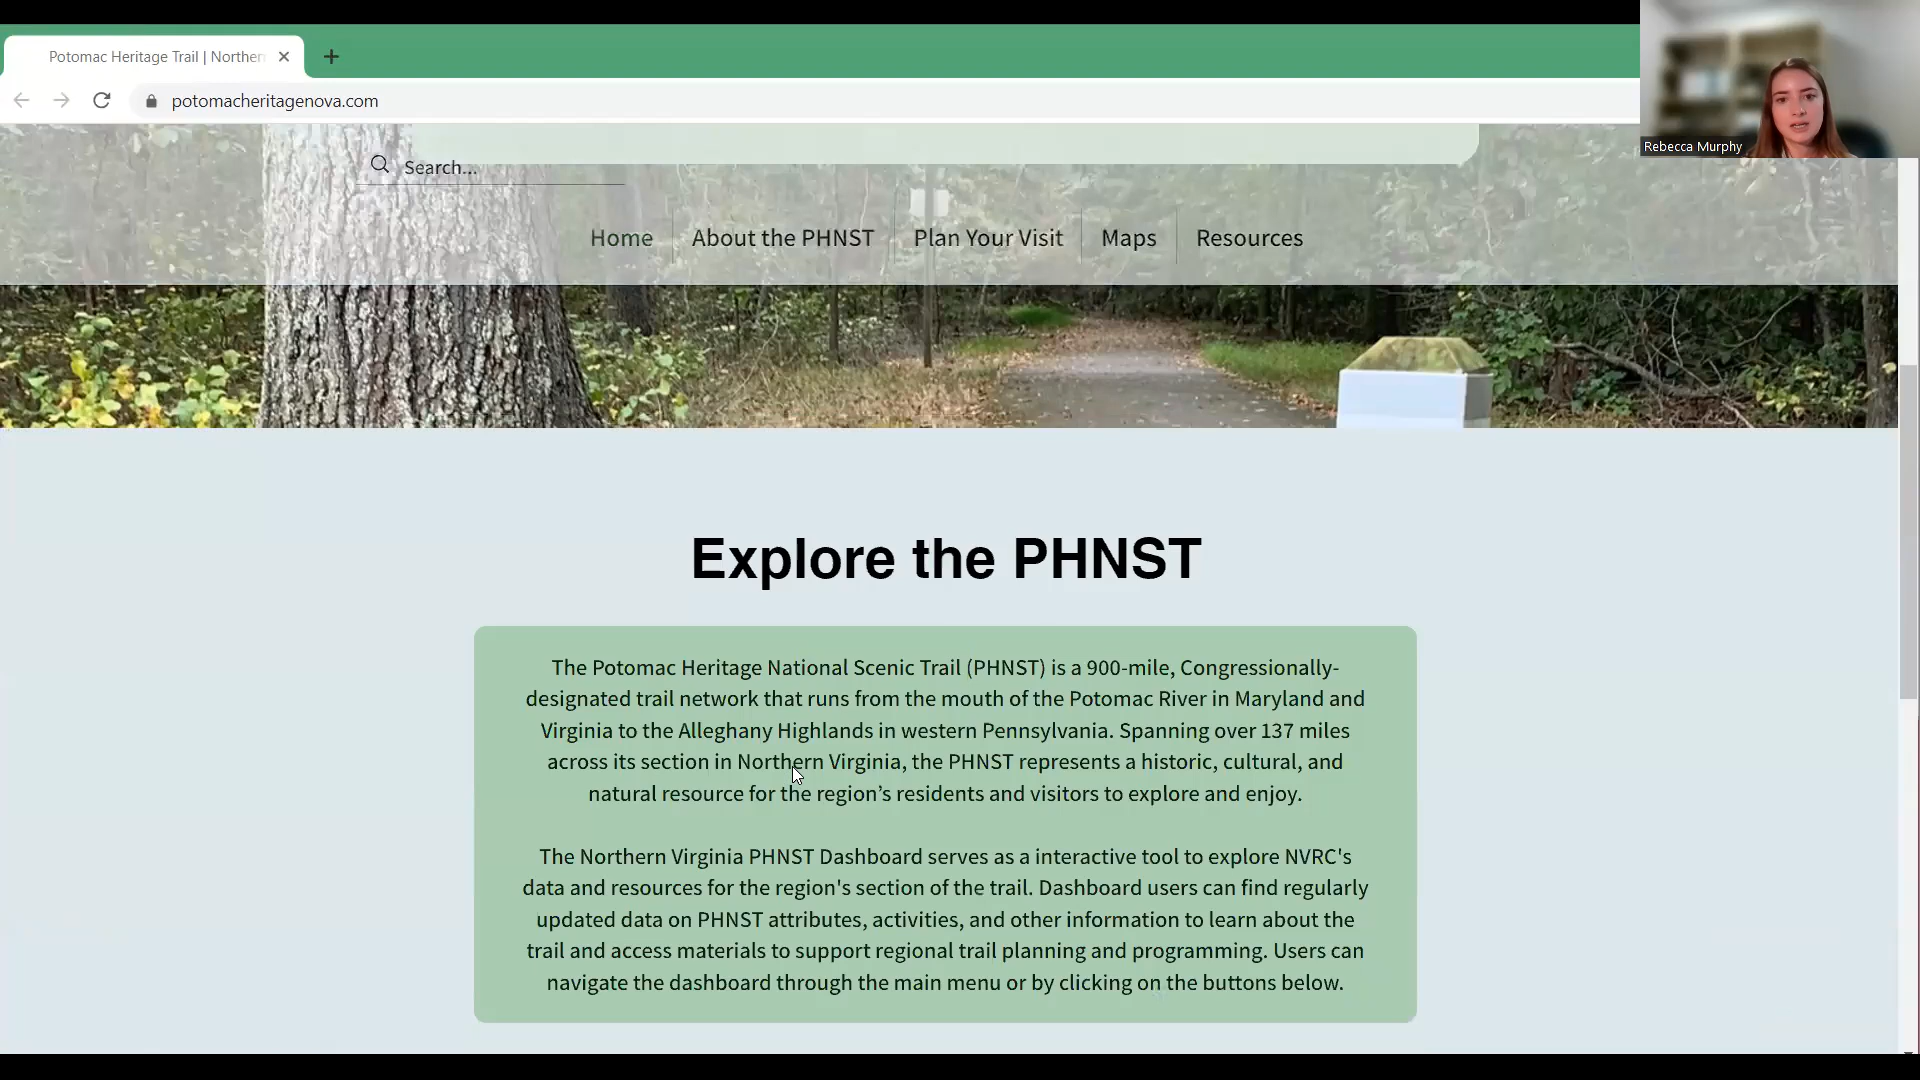 Potomac Heritage Trail | Northern
potomacheritagenova.com
Rebecca Murphy
Search...
Home
About the PHNST
Plan Your Visit
Maps
Resources
Explore the PHNST
The Potomac Heritage National Scenic Trail (PHNST) is a 900-mile, Congressionally-
designated trail network that runs from the mouth of the Potomac River in Maryland and
Virginia to the Alleghany Highlands in western Pennsylvania. Spanning over 137 miles
across its section in Northern Virginia, the PHNST represents a historic, cultural, and
natural resource for the region’s residents and visitors to explore and enjoy.
The Northern Virginia PHNST Dashboard serves as a interactive tool to explore NVRC's
data and resources for the region's section of the trail. Dashboard users can find regularly
updated data on PHNST attributes, activities, and other information to learn about the
trail and access materials to support regional trail planning and programming. Users can
navigate the dashboard through the main menu or by clicking on the buttons below.